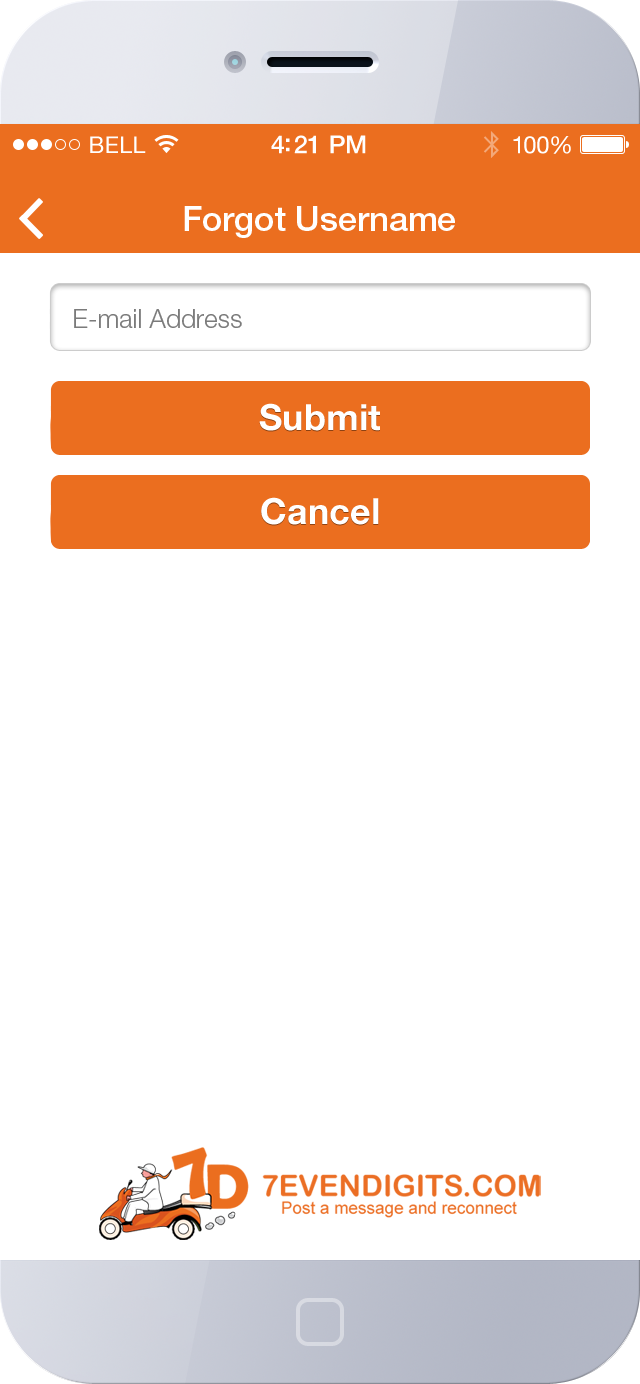 BELL 4:21 PM 100%
Forgot Username
E-mail Address
Submit
Cancel
7D
7EVENDIGITS.COM
Post a message and reconnect